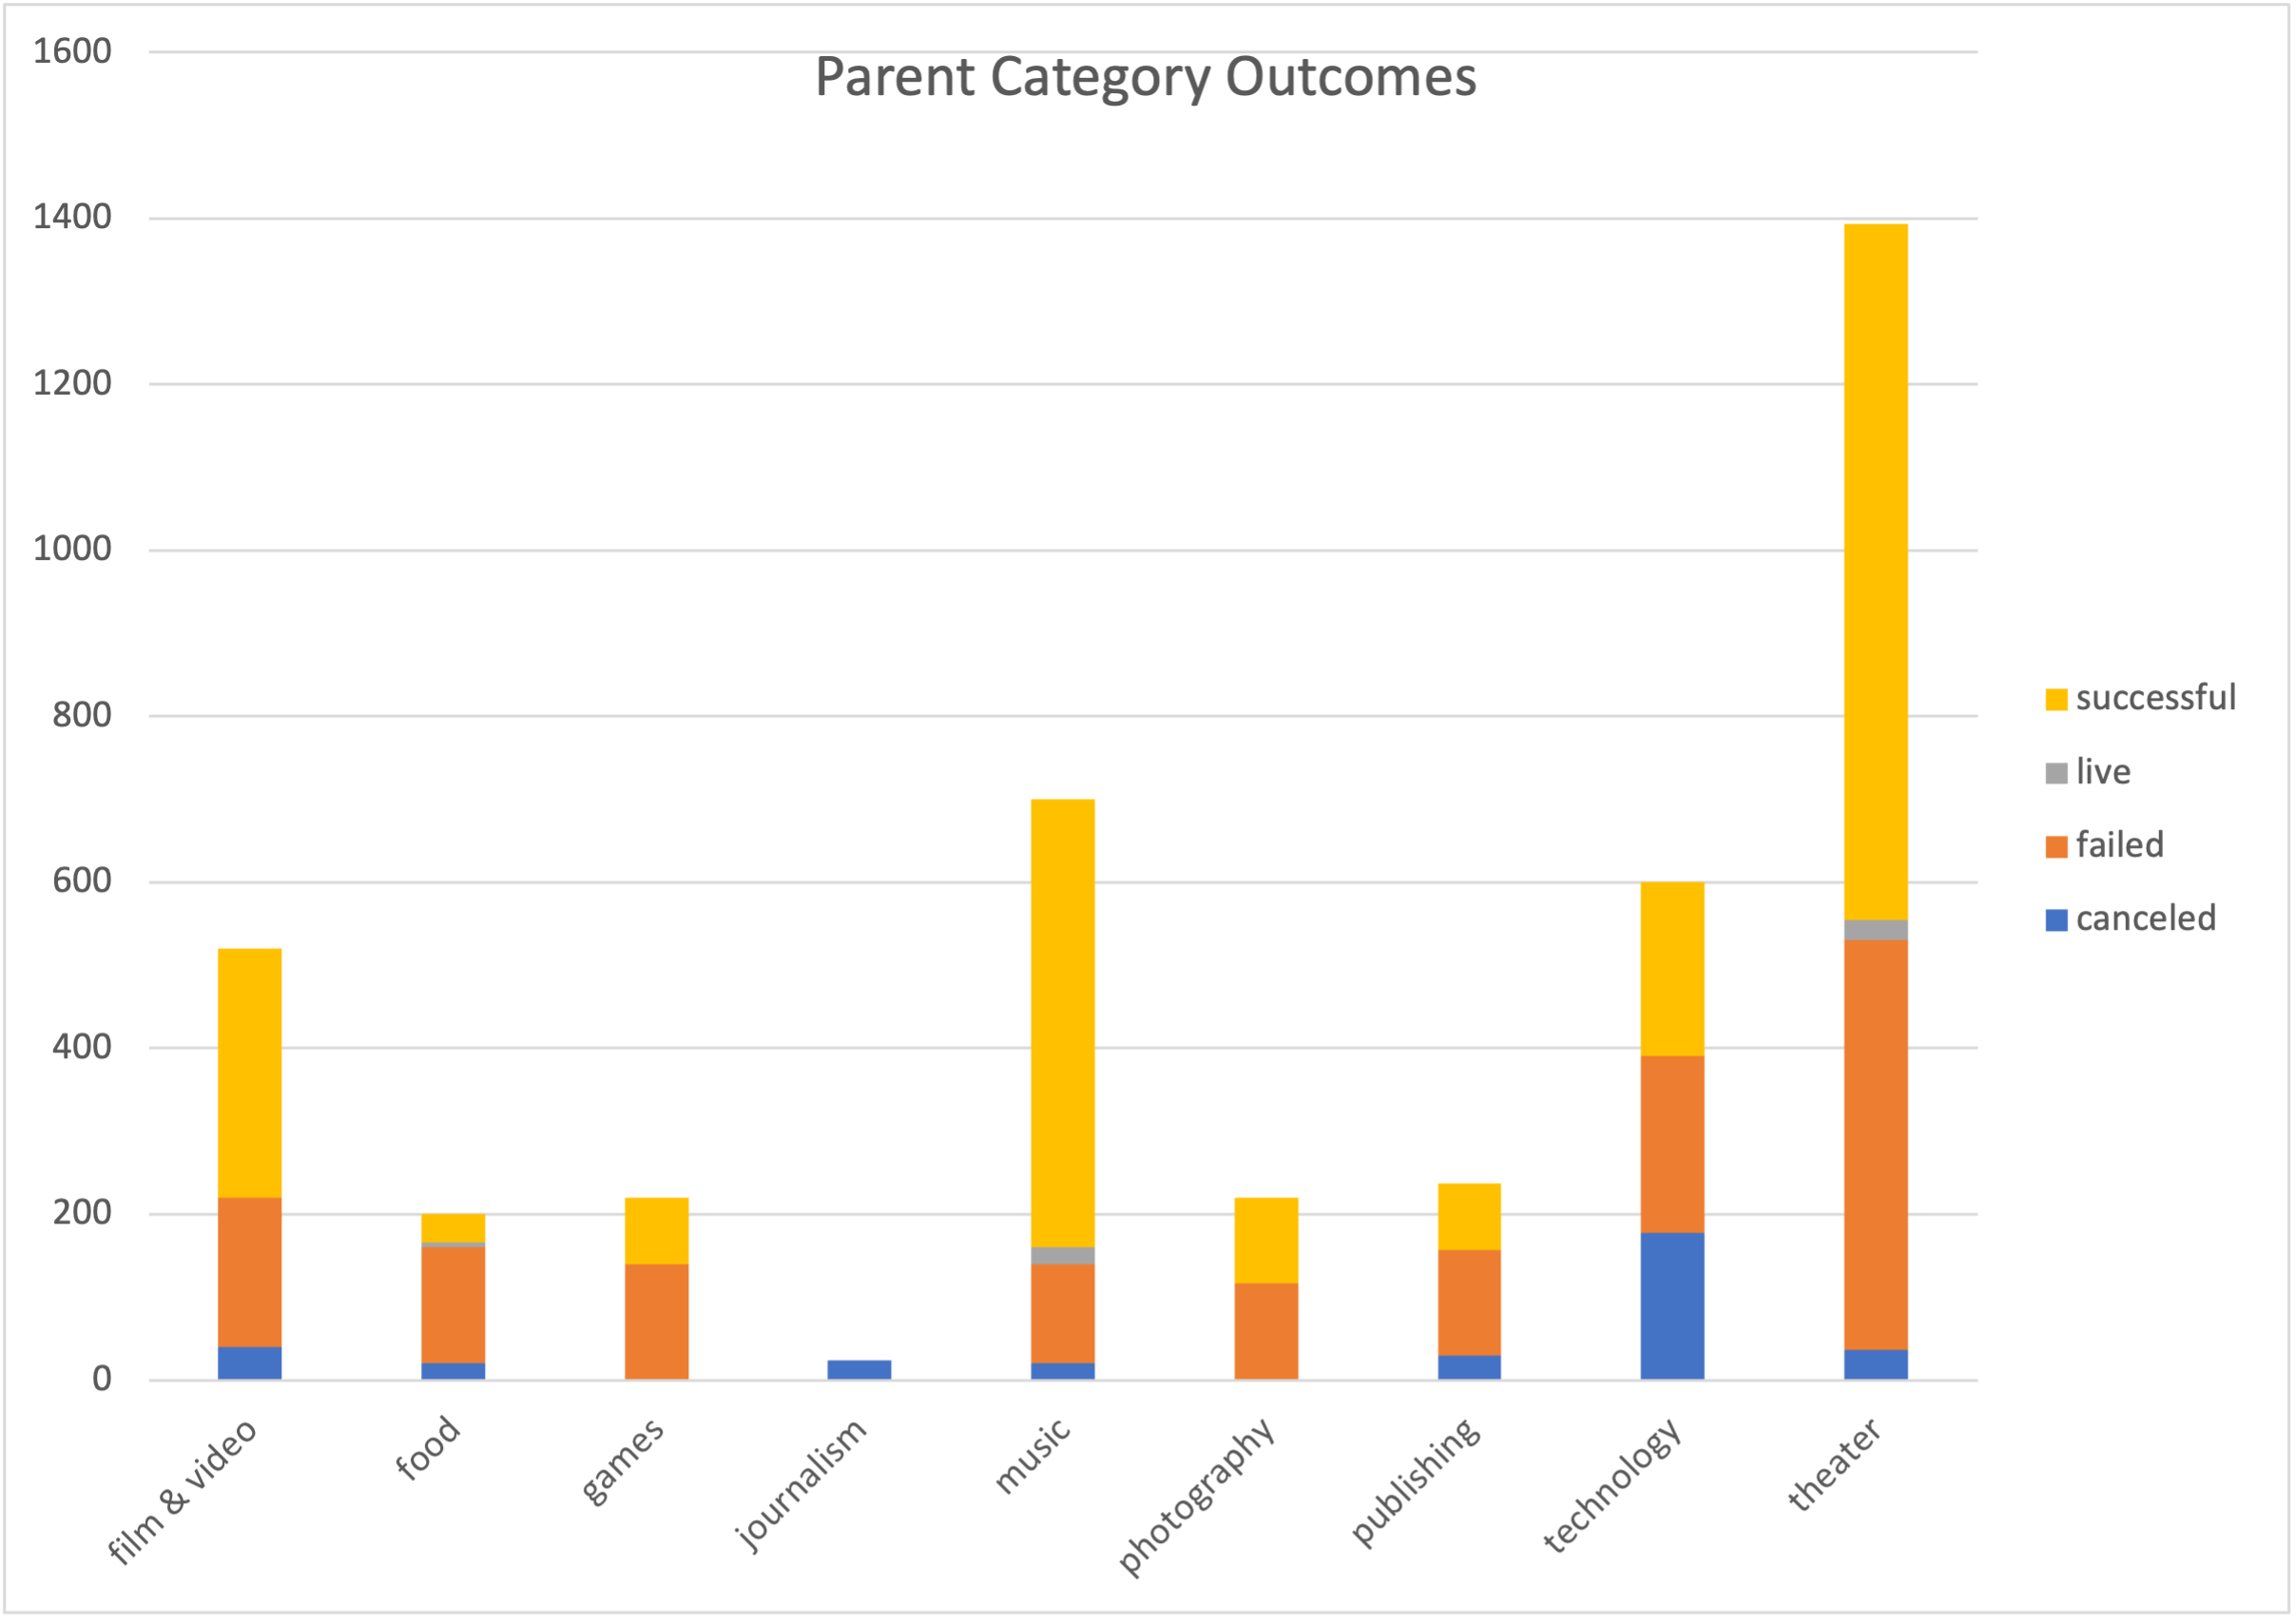 Parent Category Outcomes
1600
1400
1200
1000
800
600
400
200
0
film & video
food
games
journalism
music
photography
publishing
technology
theater
successful
live
failed
canceled